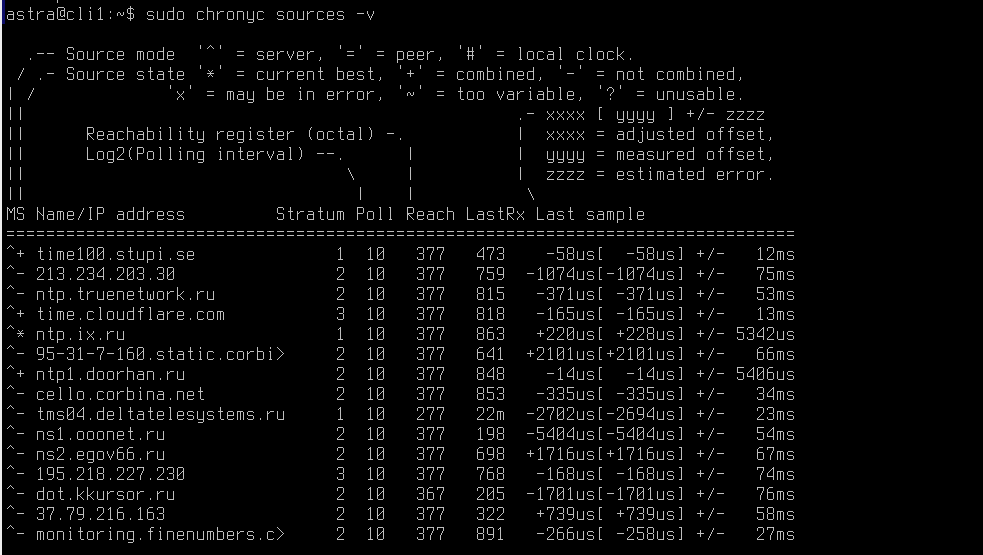 astra@cli1:~$ sudo chronyc sources -v

  .-- Source mode  '^' = server, '=' = peer, '#' = local clock.
 / .- Source state '*' = current best, '+' = combined, '-' = not combined,
| /             'x' = may be in error, '~' = too variable, '?' = unusable.
||                                                 .- xxxx [ yyyy ] +/- zzzz
||      Reachability register (octal) -.           |  xxxx = adjusted offset,
||      Log2(Polling interval) --.      |          |  yyyy = measured offset,
||                                \     |          |  zzzz = estimated error.
||                                 |    |           \
MS Name/IP address         Stratum Poll Reach LastRx Last sample
===============================================================================
^+ time100.stupi.se              1  10   377   473    -58us[  -58us] +/-   12ms
^- 213.234.203.30                2  10   377   759  -1074us[-1074us] +/-   75ms
^- ntp.truenetwork.ru            2  10   377   815   -371us[ -371us] +/-   53ms
^+ time.cloudflare.com           3  10   377   818   -165us[ -165us] +/-   13ms
^* ntp.ix.ru                     1  10   377   863   +220us[ +228us] +/- 5342us
^- 95-31-7-160.static.corbi>     2  10   377   641  +2101us[+2101us] +/-   66ms
^+ ntp1.doorhan.ru               2  10   377   848    -14us[  -14us] +/- 5406us
^- cello.corbina.net             2  10   377   853   -335us[ -335us] +/-   34ms
^- tms04.deltatelesystems.ru     1  10   277   22m  -2702us[-2694us] +/-   23ms
^- ns1.ooonet.ru                 2  10   377   198  -5404us[-5404us] +/-   54ms
^- ns2.egov66.ru                 2  10   377   698  +1716us[+1716us] +/-   67ms
^- 195.218.227.230               3  10   377   768   -168us[ -168us] +/-   74ms
^- dot.kkursor.ru                2  10   367   205  -1701us[-1701us] +/-   76ms
^- 37.79.216.163                 2  10   377   322   +739us[ +739us] +/-   58ms
^- monitoring.finenumbers.c>     2  10   377   891   -266us[ -258us] +/-   27ms